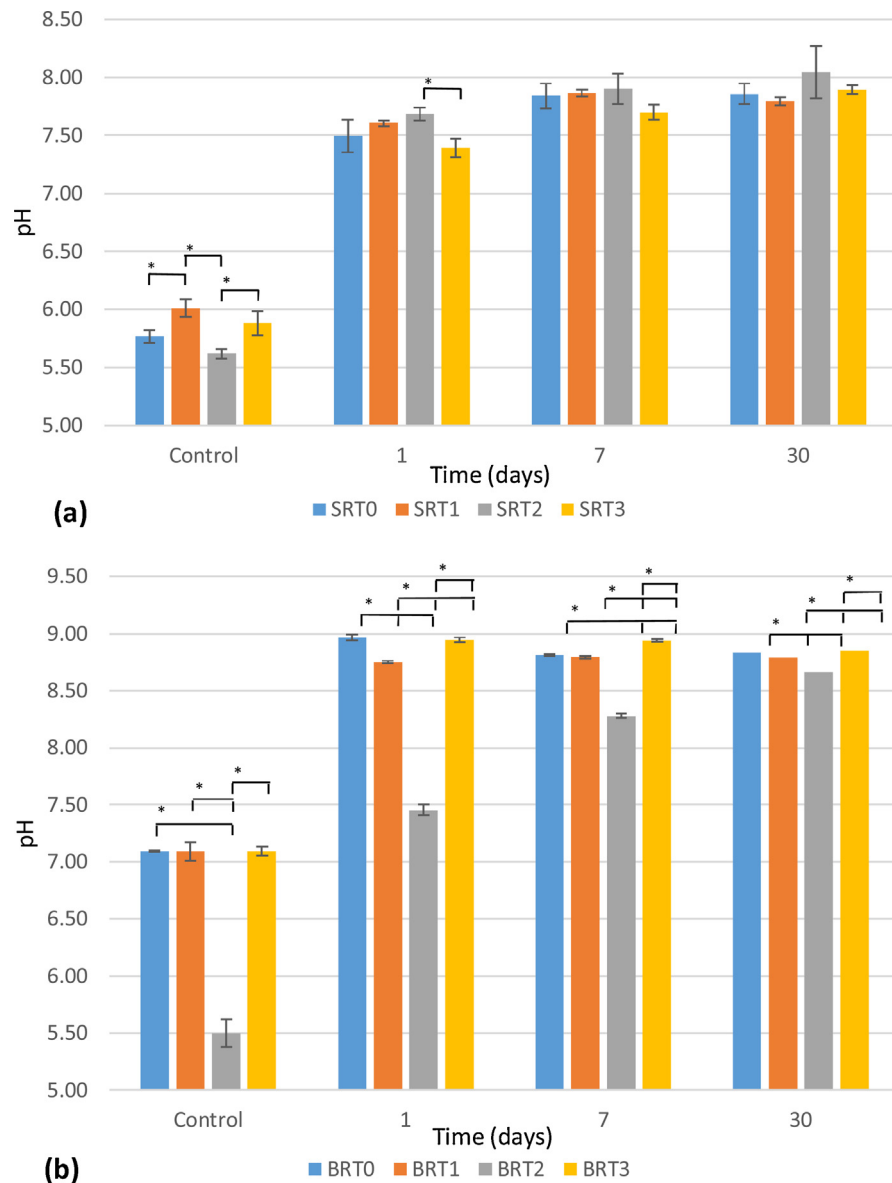 8.50
*
8.00
7.50
7.00
pH
6.50
* * *
6.00
5.50
5.00
Control 1 7 30
Time (days)
(a)
SRT0 SRT1 SRT2 SRT3
9.50
* * *
* * *
* * *
9.00
8.50
8.00
* * *
7.50
pH
7.00
6.50
6.00
5.50
5.00
Control 1 7 30
Time (days)
(b)
BRT0 BRT1 BRT2 BRT3